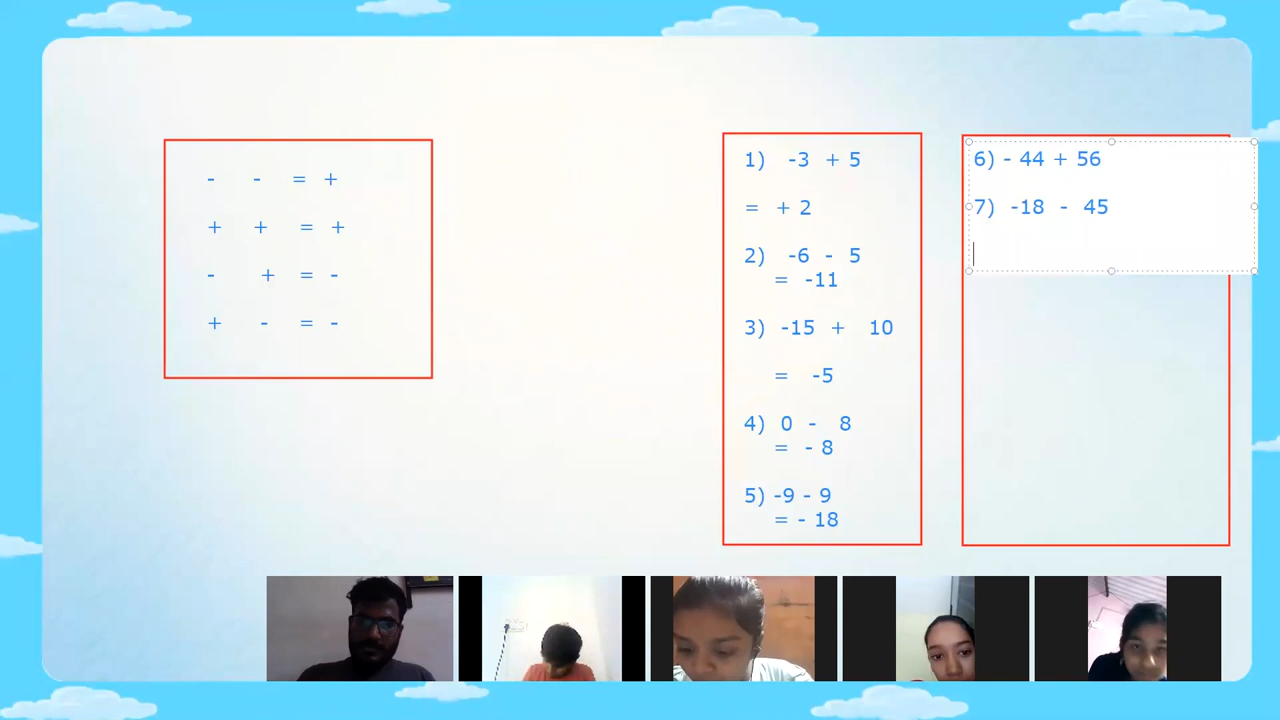 - - = +
+ + = +
- + = -
+ - = -
1) -3 + 5
= + 2
2) -6 - 5
= -11
3) -15 + 10
= -5
4) 0 - 8
= - 8
5) -9 - 9
= - 18
6) - 44 + 56
7) -18 - 45